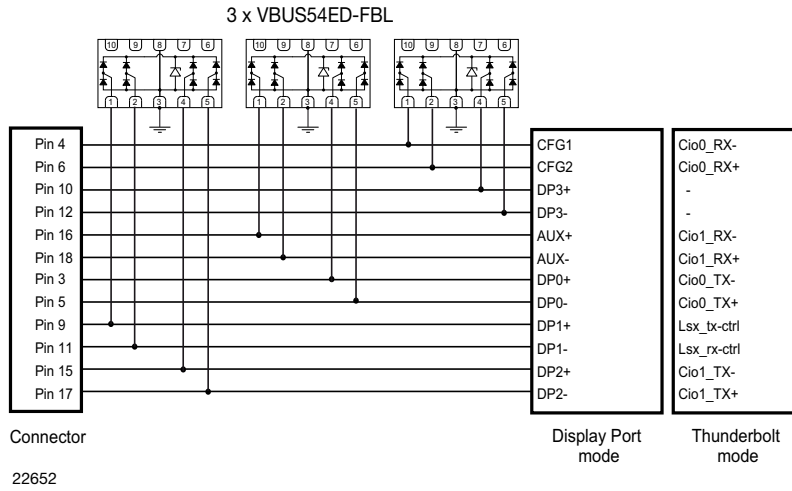 3 x VBUS54ED-FBL
10 9 8 7 6
10 9 8 7 6
10 9 8 7 6
1 2 3 4 5
1 2 3 4 5
1 2 3 4 5
Pin 4 CFG1 Cio0_RX-
Pin 6 CFG2 Cio0_RX+
Pin 10 DP3+ -
Pin 12 DP3- -
Pin 16 AUX+ Cio1_RX-
Pin 18 AUX- Cio1_RX+
Pin 3 DP0+ Cio0_TX-
Pin 5 DP0- Cio0_TX+
Pin 9 DP1+ Lsx_tx-ctrl
Pin 11 DP1- Lsx_rx-ctrl
Pin 15 DP2+ Cio1_TX-
Pin 17 DP2- Cio1_TX+
Connector
Display Port
mode
Thunderbolt
mode
22652